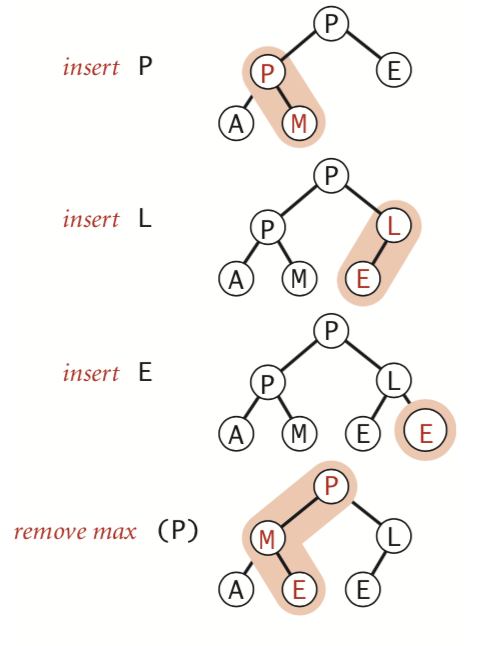 P
insert P
P E
A M
P
insert L
P L
A M E
P
insert E
P L
A M E E
P
remove max (P)
M L
A E E